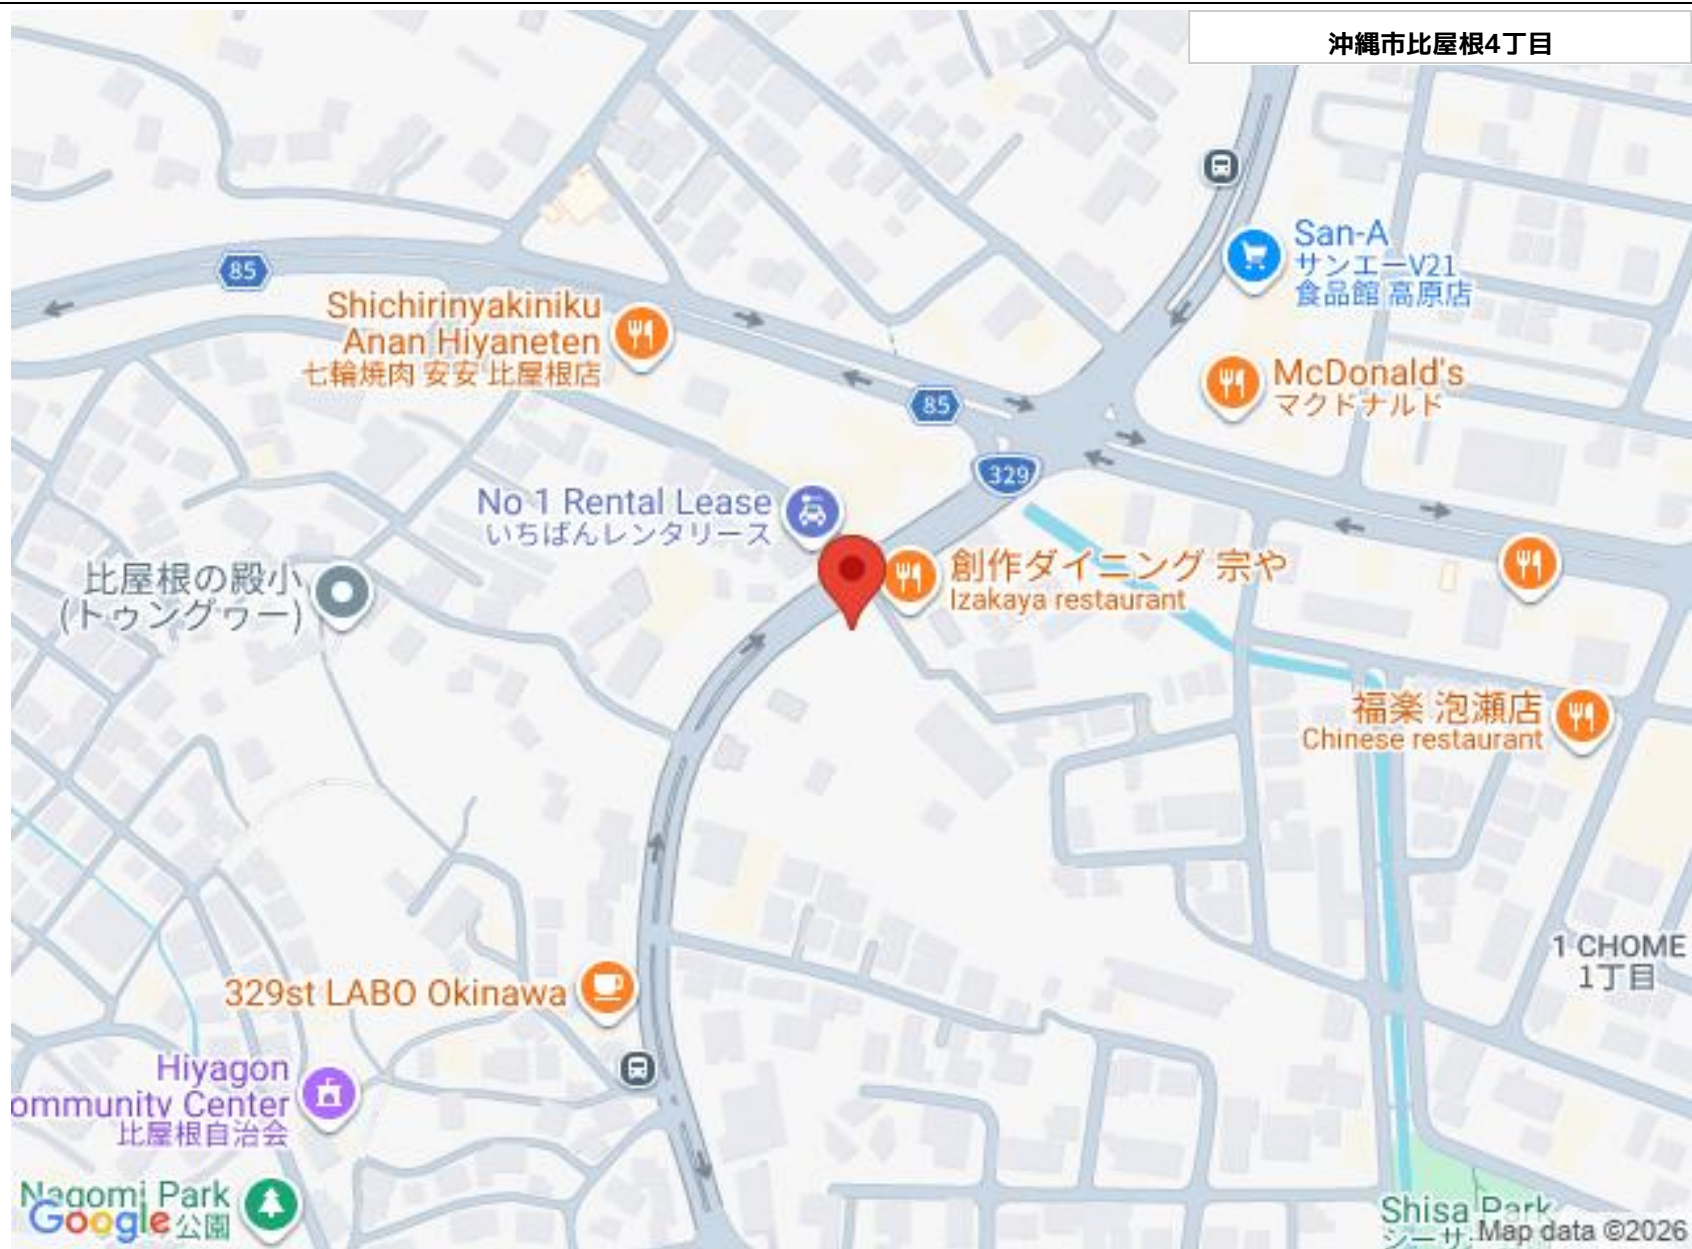 沖縄市比屋根4丁目
San-A
サンエーV21
食品館 高原店
85
Shichirinyakiniku
Anan Hiyaneten
七輪焼肉 安安 比屋根店
McDonald's
マクドナルド
85
329
No 1 Rental Lease
いちばんレンタリース
創作ダイニング 宗や
Izakaya restaurant
比屋根の殿小
(トゥングヮー)
福楽 泡瀬店
Chinese restaurant
1 CHOME
1丁目
329st LABO Okinawa
Hiyagon
ommunity Center
比屋根自治会
Nagomi Park
公園
Google
Shisa Park
シーサ
Map data ©2026